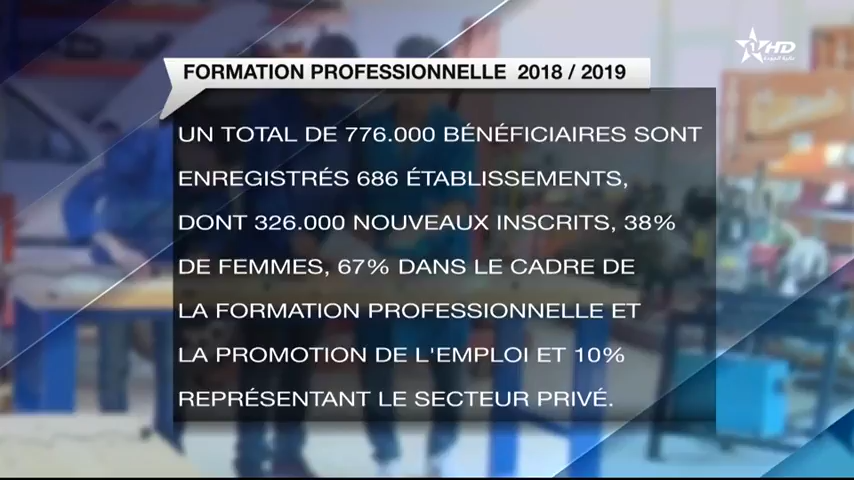 1 HD
FORMATION PROFESSIONNELLE 2018 / 2019
UN TOTAL DE 776.000 BÉNÉFICIAIRES SONT
ENREGISTRÉS 686 ÉTABLISSEMENTS,
DONT 326.000 NOUVEAUX INSCRITS, 38%
DE FEMMES, 67% DANS LE CADRE DE
LA FORMATION PROFESSIONNELLE ET
LA PROMOTION DE L'EMPLOI ET 10%
REPRÉSENTANT LE SECTEUR PRIVÉ.